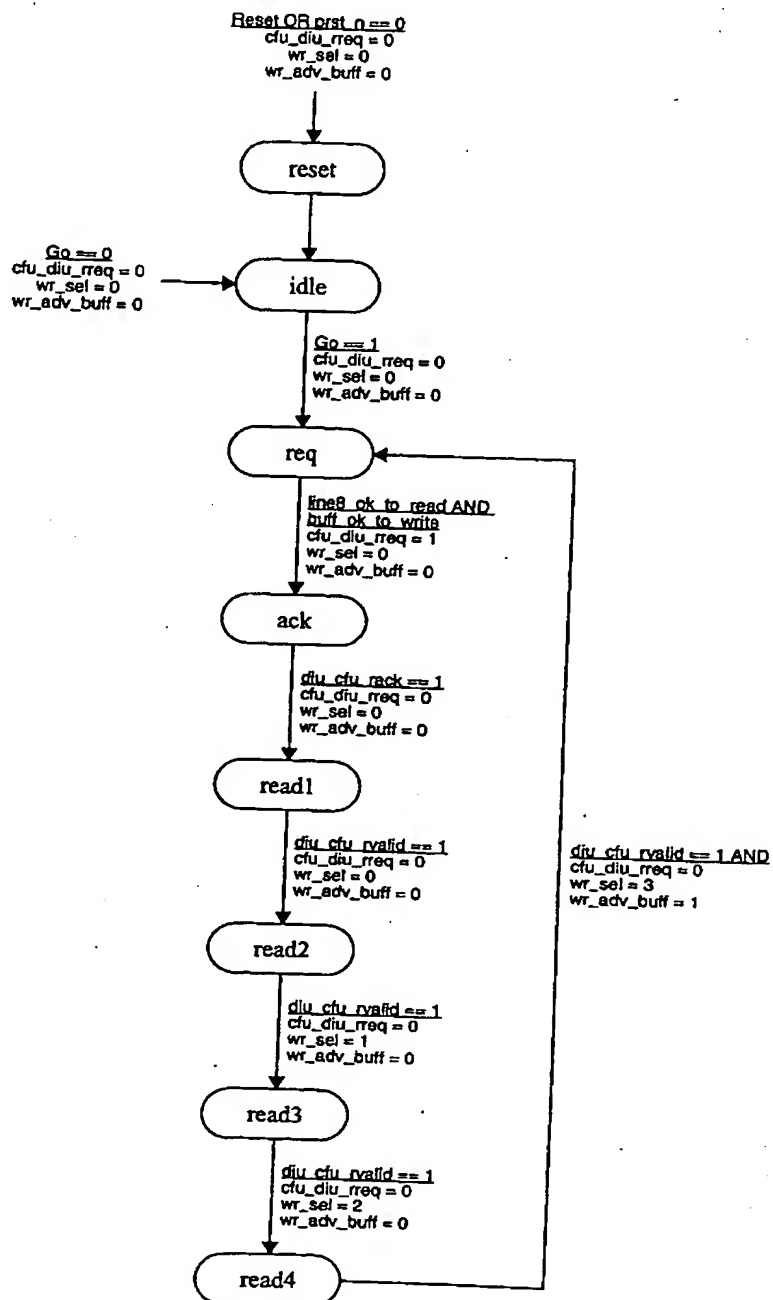 Reset OR prst_n == 0
cfu_diu_rreq = 0
wr_sel = 0
wr_adv_buff = 0
reset
Go == 0
cfu_diu_rreq = 0
wr_sel = 0
wr_adv_buff = 0
idle
Go == 1
cfu_diu_rreq = 0
wr_sel = 0
wr_adv_buff = 0
req
line8_ok_to_read AND
buff_ok_to_write
cfu_diu_rreq = 1
wr_sel = 0
wr_adv_buff = 0
ack
diu_cfu_rack == 1
cfu_diu_rreq = 0
wr_sel = 0
wr_adv_buff = 0
read1
diu_cfu_rvalid == 1
cfu_diu_rreq = 0
wr_sel = 0
wr_adv_buff = 0
diu_cfu_rvalid == 1 AND
cfu_diu_rreq = 0
wr_sel = 3
wr_adv_buff = 1
read2
diu_cfu_rvalid == 1
cfu_diu_rreq = 0
wr_sel = 1
wr_adv_buff = 0
read3
diu_cfu_rvalid == 1
cfu_diu_rreq = 0
wr_sel = 2
wr_adv_buff = 0
read4